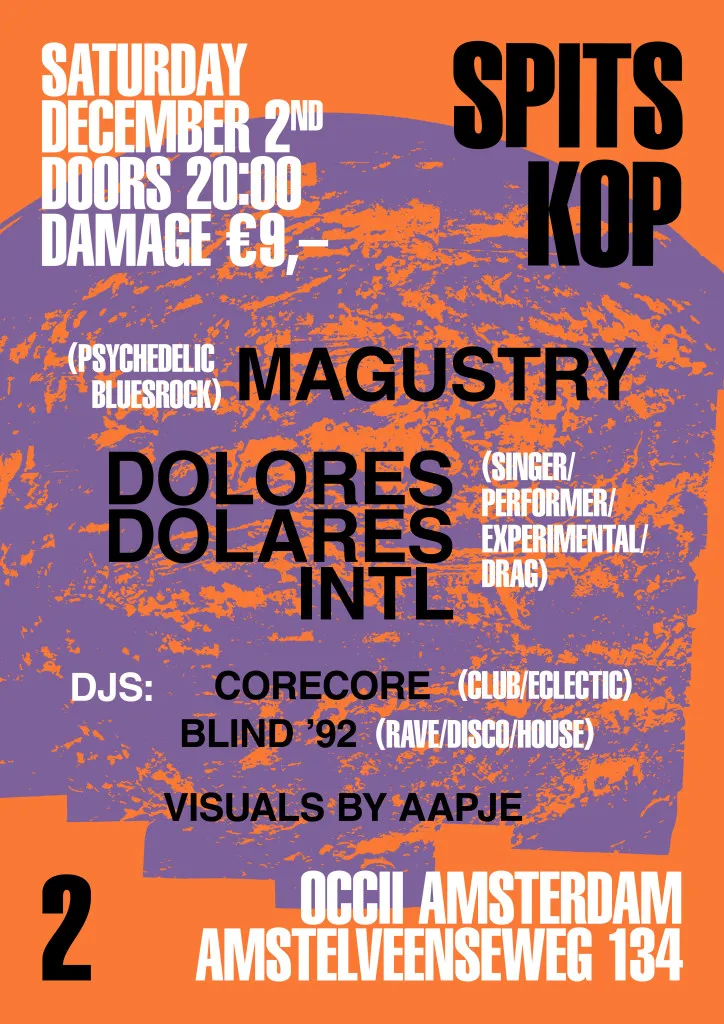 SATURDAY
DECEMBER 2ND
DOORS 20:00
DAMAGE €9,–
SPITS
KOP
(PSYCHEDELIC
BLUESROCK)
MAGUSTRY
DOLORES
DOLARES
INTL
(SINGER/
PERFORMER/
EXPERIMENTAL/
DRAG)
DJS: CORECORE (CLUB/ECLECTIC)
BLIND ’92 (RAVE/DISCO/HOUSE)
VISUALS BY AAPJE
2
OCCII AMSTERDAM
AMSTELVEENSEWEG 134